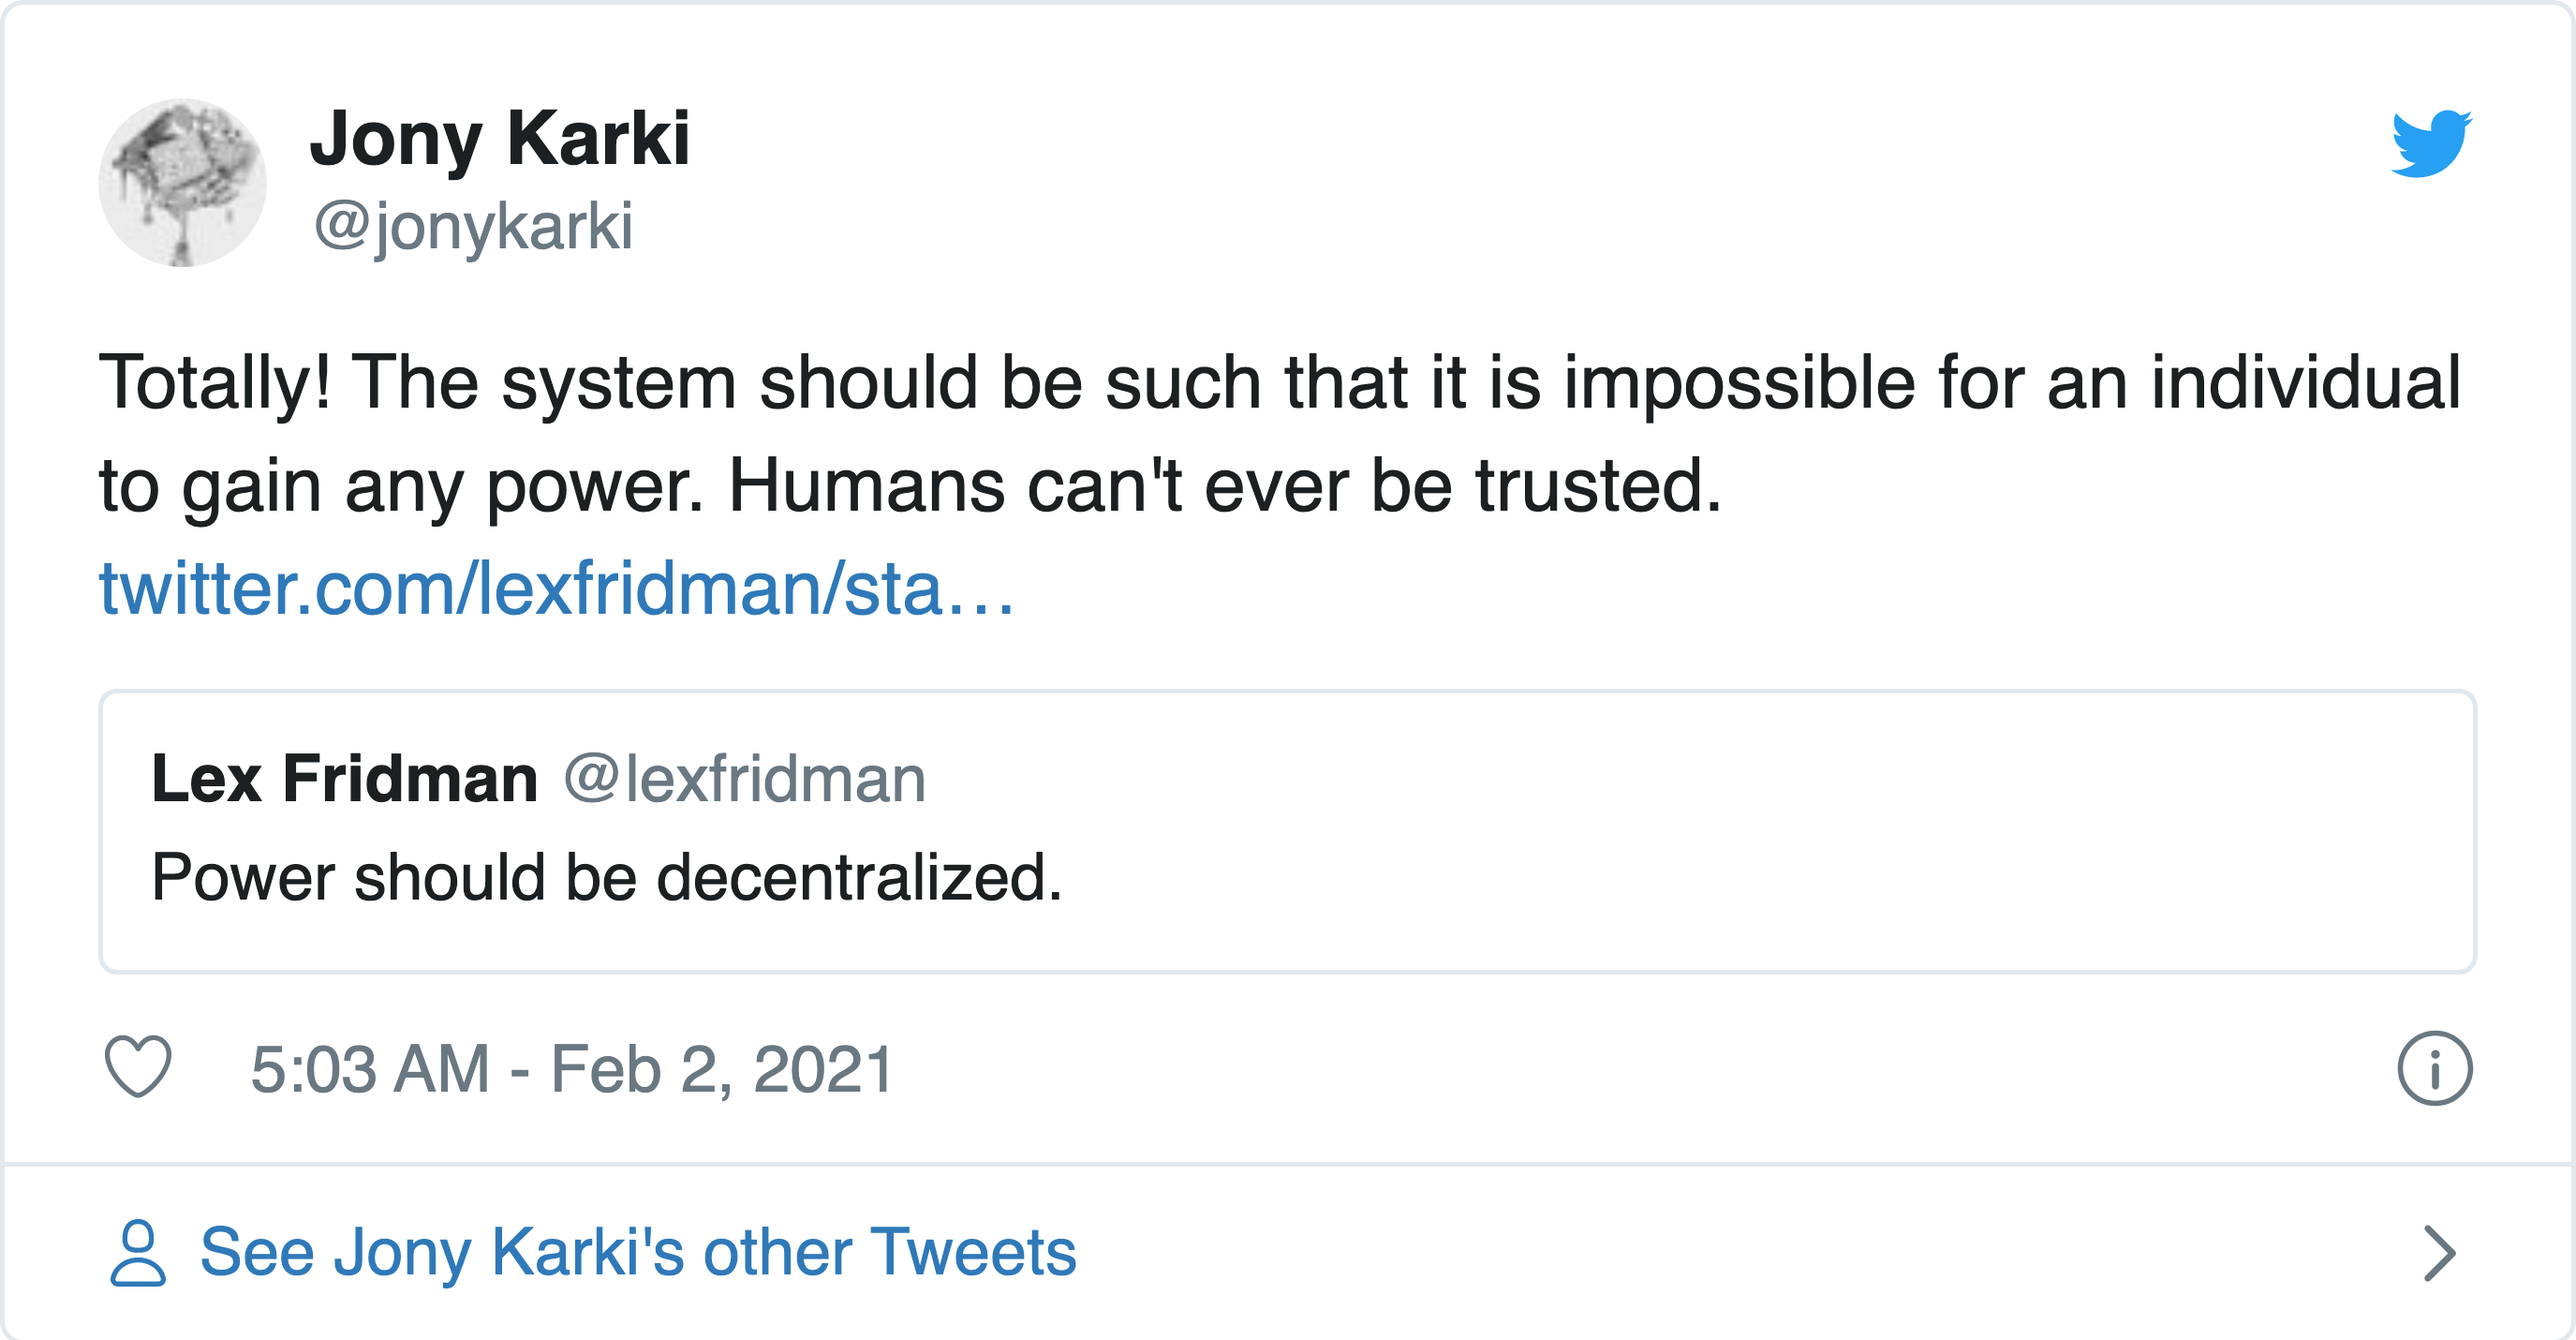 Jony Karki
@jonykarki
Totally! The system should be such that it is impossible for an individual
to gain any power. Humans can't ever be trusted.
twitter.com/lexfridman/sta…
Lex Fridman @lexfridman
Power should be decentralized.
5:03 AM - Feb 2, 2021
See Jony Karki's other Tweets